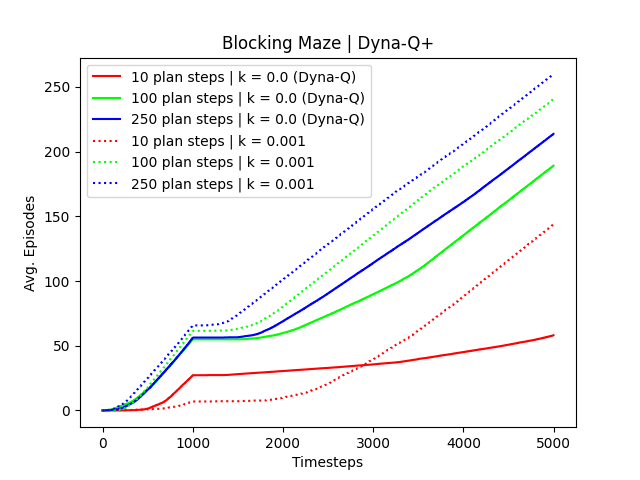 Blocking Maze | Dyna-Q+
10 plan steps | k = 0.0 (Dyna-Q)
100 plan steps | k = 0.0 (Dyna-Q)
250 plan steps | k = 0.0 (Dyna-Q)
10 plan steps | k = 0.001
100 plan steps | k = 0.001
250 plan steps | k = 0.001
Avg. Episodes
250
200
150
100
50
0
0 1000 2000 3000 4000 5000
Timesteps